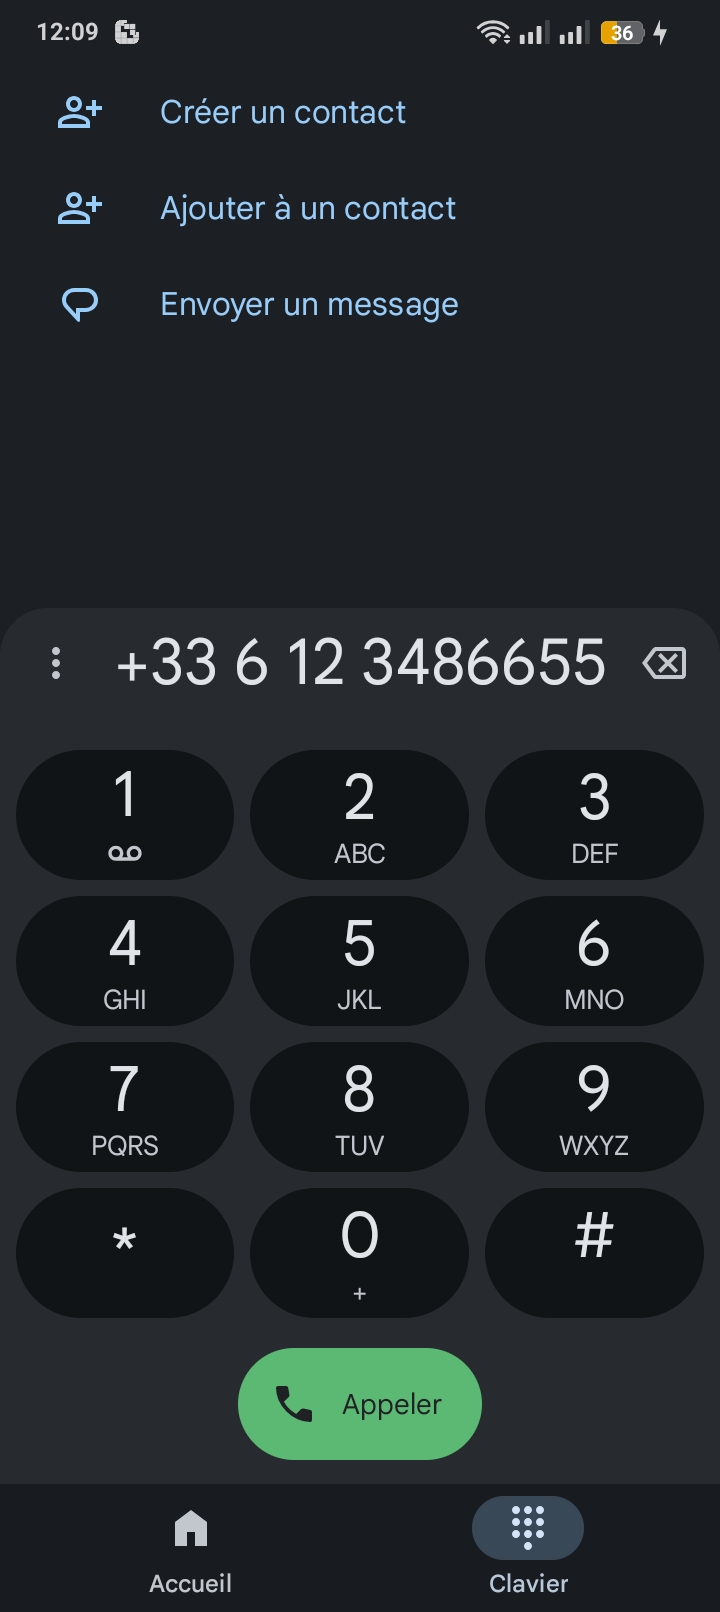 12:09 36
Créer un contact
Ajouter à un contact
Envoyer un message
+33 6 12 3486655
1 2 3
ABC DEF
4 5 6
GHI JKL MNO
7 8 9
PQRS TUV WXYZ
* 0 #
+
Appeler
Accueil Clavier